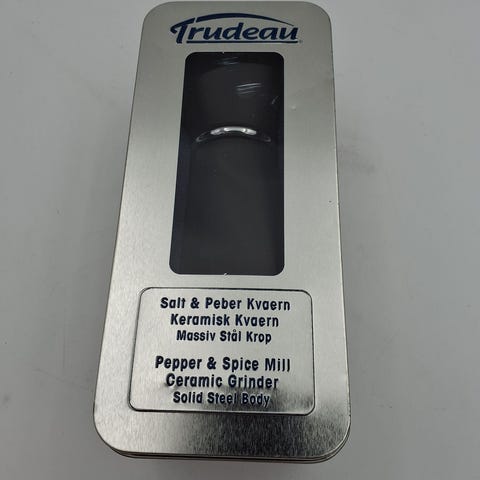 Trudeau
Salt & Peber Kvaern
Keramisk Kvaern
Massiv Stål Krop
Pepper & Spice Mill
Ceramic Grinder
Solid Steel Body